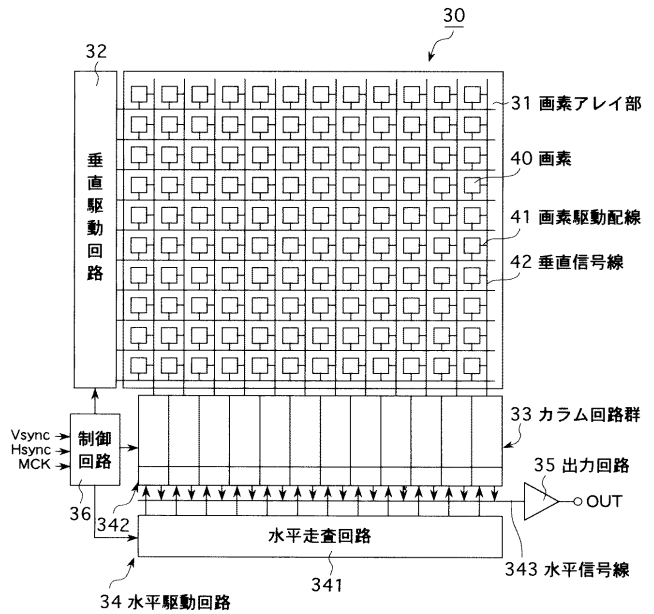 30
32
31 画素アレイ部
40 画素
41 画素駆動配線
42 垂直信号線
垂直駆動回路
33 カラム回路群
Vsync
Hsync
MCK
制御
回路
36
342
35 出力回路
OUT
水平走査回路
343 水平信号線
341
34 水平駆動回路